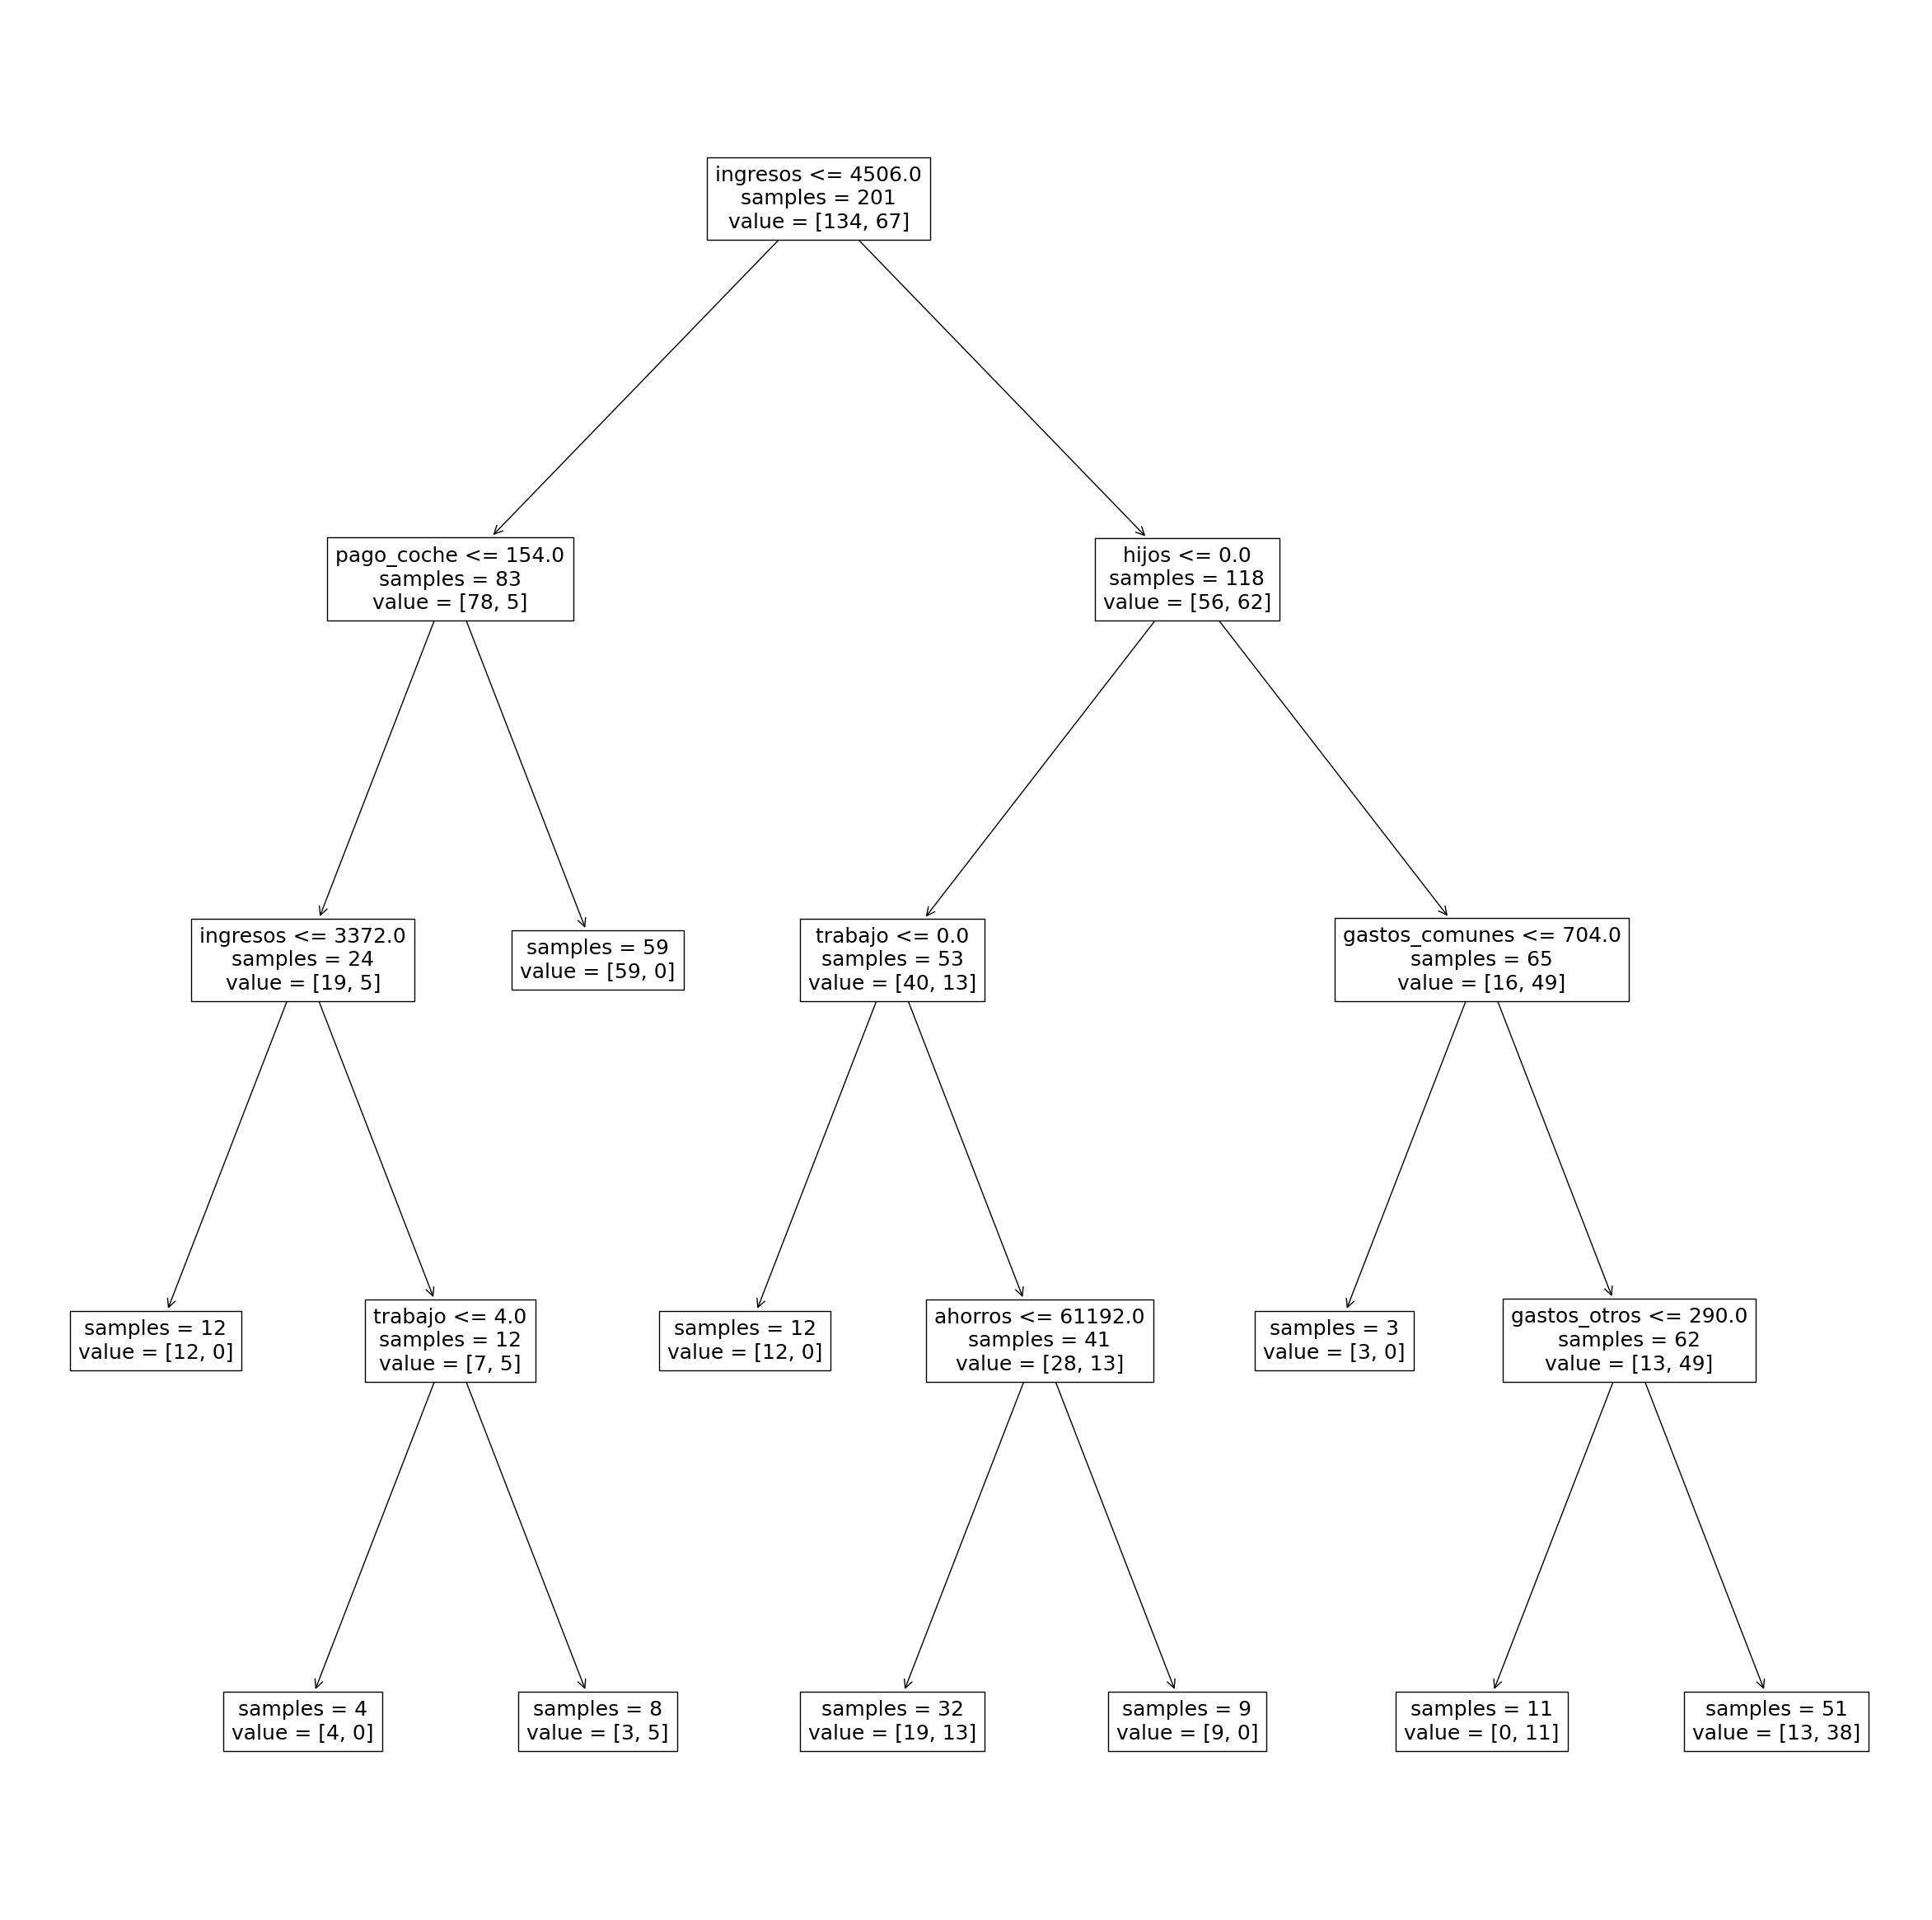 ingresos <= 4506.0
samples = 201
value = [134, 67]
pago_coche <= 154.0
samples = 83
value = [78, 5]
hijos <= 0.0
samples = 118
value = [56, 62]
ingresos <= 3372.0
samples = 24
value = [19, 5]
samples = 59
value = [59, 0]
trabajo <= 0.0
samples = 53
value = [40, 13]
gastos_comunes <= 704.0
samples = 65
value = [16, 49]
samples = 12
value = [12, 0]
trabajo <= 4.0
samples = 12
value = [7, 5]
samples = 12
value = [12, 0]
ahorros <= 61192.0
samples = 41
value = [28, 13]
samples = 3
value = [3, 0]
gastos_otros <= 290.0
samples = 62
value = [13, 49]
samples = 4
value = [4, 0]
samples = 8
value = [3, 5]
samples = 32
value = [19, 13]
samples = 9
value = [9, 0]
samples = 11
value = [0, 11]
samples = 51
value = [13, 38]